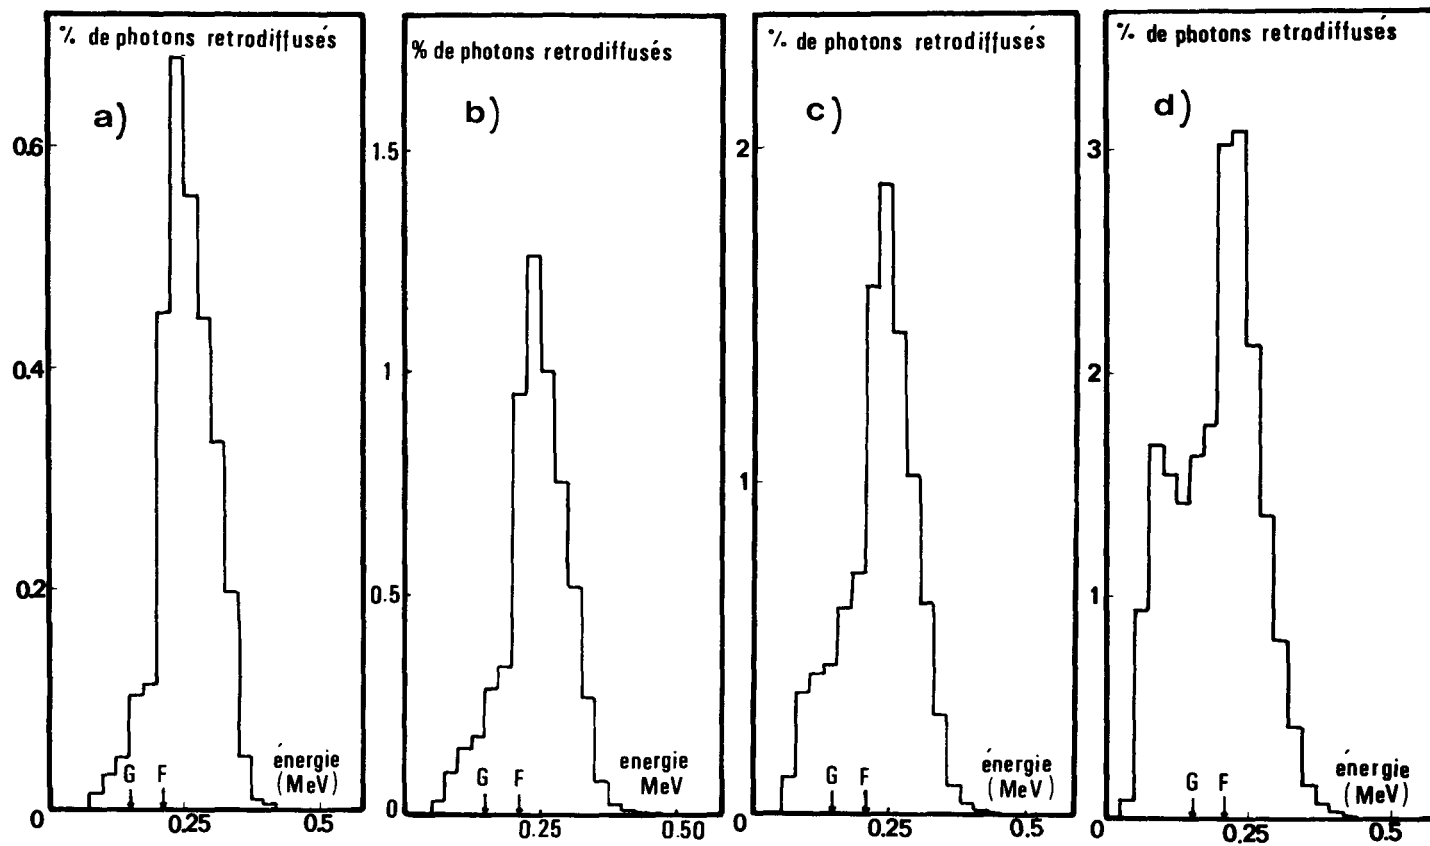 % de photons retrodiffusés
a)
0.6
0.4
0.2
0
G
F
énergie
(MeV)
0.25
0.5
% de photons retrodiffusés
b)
1.5
1
0.5
0
G
F
energie
MeV
0.25
0.50
% de photons retrodiffusés
c)
2
1
0
G
F
énergie
(MeV)
0.25
0.5
% de photons retrodiffusés
d)
3
2
1
0
G
F
énergie
(MeV)
0.25
0.5